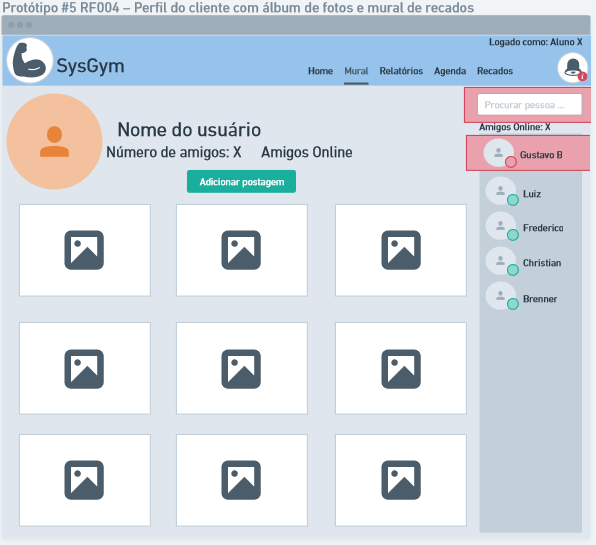 Protótipo #5 RF004 – Perfil do cliente com álbum de fotos e mural de recados
Logado como: Aluno X
SysGym
Home Mural Relatórios Agenda Recados
Procurar pessoa ...
Nome do usuário
Número de amigos: X Amigos Online
Adicionar postagem
Amigos Online: X
Gustavo B
Luiz
Frederico
Christian
Brenner